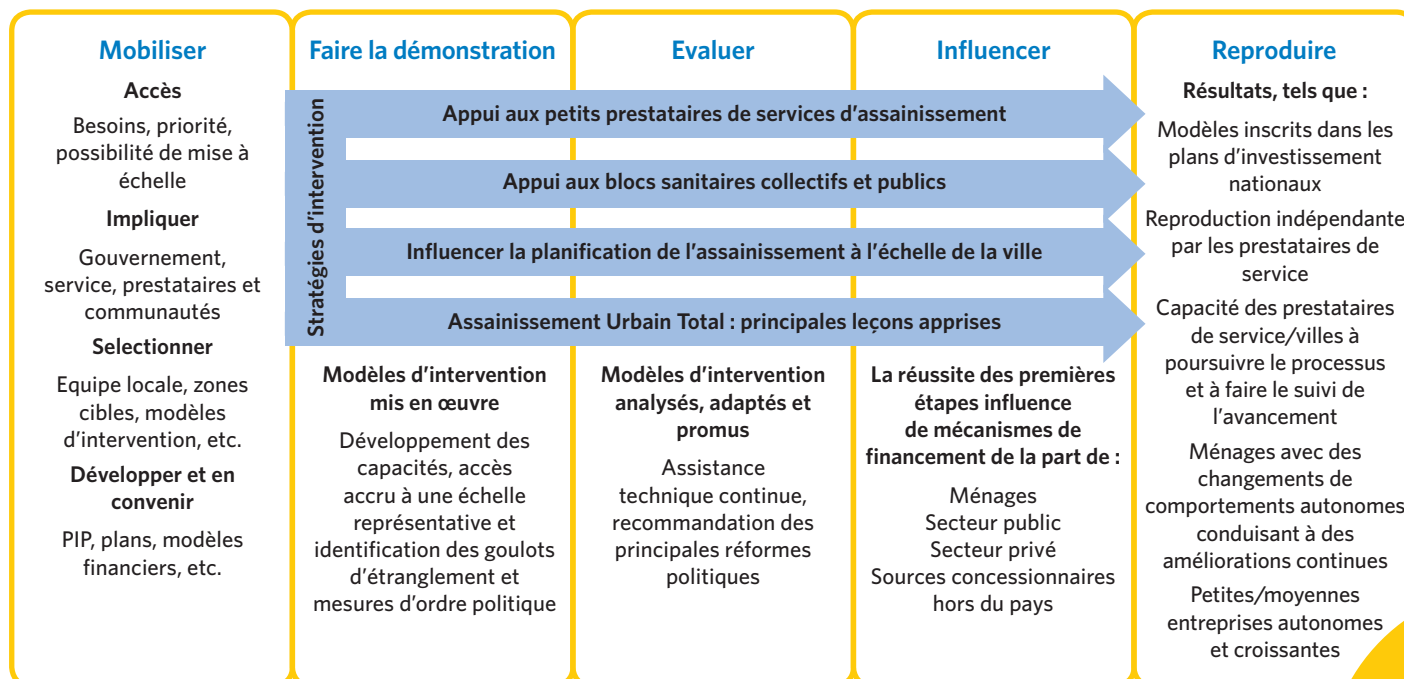 Mobiliser
Accès
Besoins, priorité,
possibilité de mise à
échelle
Impliquer
Gouvernement,
service, prestataires et
communautés
Selectionner
Equipe locale, zones
cibles, modèles
d'intervention, etc.
Développer et en
convenir
PIP, plans, modèles
financiers, etc.
Faire la démonstration
Evaluer
Influencer
Stratégies d'intervention
Appui aux petits prestataires de services d'assainissement
Appui aux blocs sanitaires collectifs et publics
Influencer la planification de l'assainissement à l'échelle de la ville
Assainissement Urbain Total : principales leçons apprises
Modèles d'intervention
mis en œuvre
Développement des
capacités, accès
accru à une échelle
représentative et
identification des goulots
d'étranglement et
mesures d'ordre politique
Modèles d'intervention
analysés, adaptés et
promus
Assistance
technique continue,
recommandation des
principales réformes
politiques
La réussite des premières
étapes influence
de mécanismes de
financement de la part de :
Ménages
Secteur public
Secteur privé
Sources concessionnaires
hors du pays
Reproduire
Résultats, tels que :
Modèles inscrits dans les
plans d'investissement
nationaux
Reproduction indépendante
par les prestataires de
service
Capacité des prestataires
de service/villes à
poursuivre le processus
et à faire le suivi de
l'avancement
Ménages avec des
changements de
comportements autonomes
conduisant à des
améliorations continues
Petites/moyennes
entreprises autonomes
et croissantes